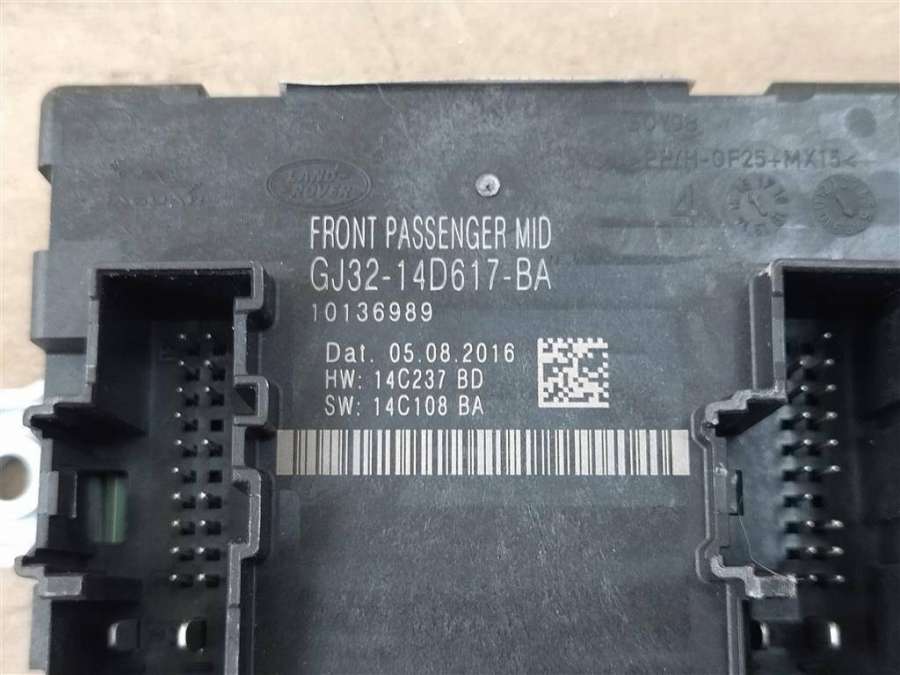 LAND-
ROVER
JAGUAR
FRONT PASSENGER MID
GJ32-14D617-BA
10136989
Dat. 05.08.2016
HW: 14C237 BD
SW: 14C108 BA